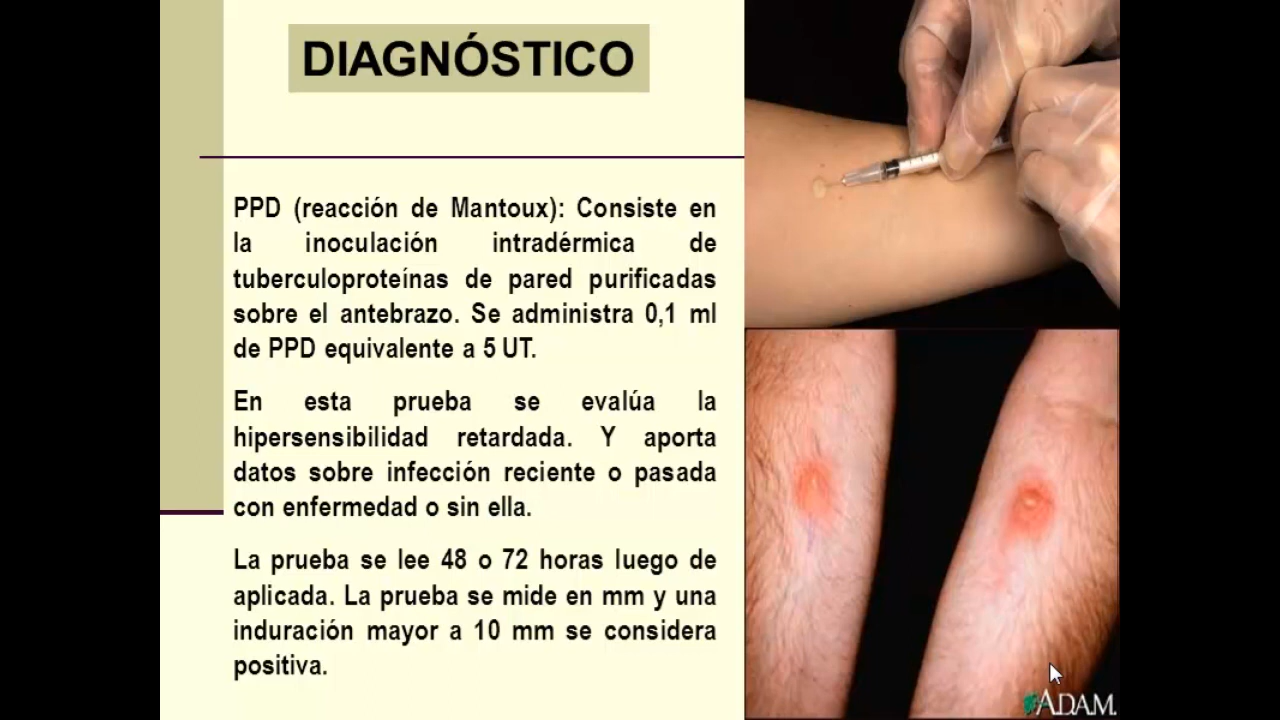 DIAGNÓSTICO
PPD (reacción de Mantoux): Consiste en
la inoculación intradérmica de
tuberculoproteínas de pared purificadas
sobre el antebrazo. Se administra 0,1 ml
de PPD equivalente a 5 UT.
En esta prueba se evalúa la
hipersensibilidad retardada. Y aporta
datos sobre infección reciente o pasada
con enfermedad o sin ella.
La prueba se lee 48 o 72 horas luego de
aplicada. La prueba se mide en mm y una
induración mayor a 10 mm se considera
positiva.
ADAM.